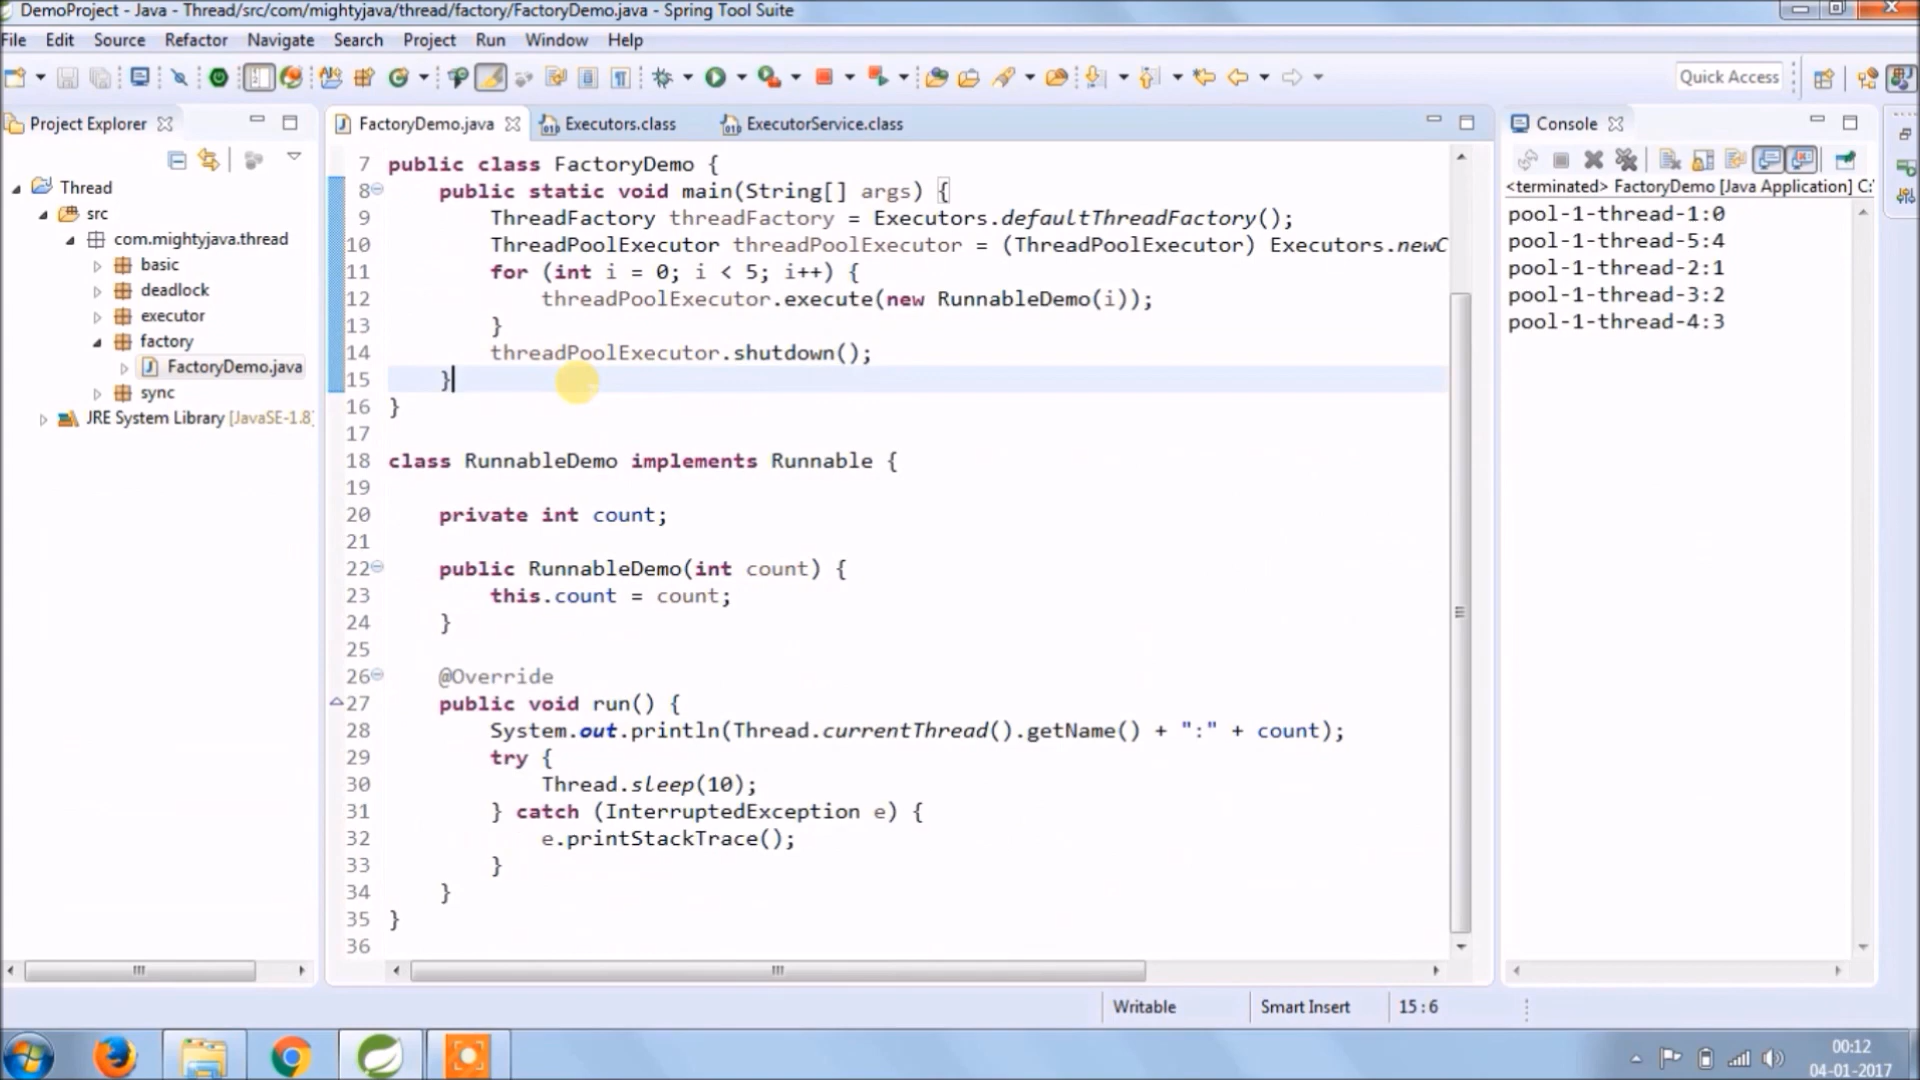 DemoProject - Java - Thread/src/com/mightyjava/thread/factory/FactoryDemo.java - Spring Tool Suite
File Edit Source Refactor Navigate Search Project Run Window Help
Quick Access
Project Explorer
Thread
src
com.mightyjava.thread
basic
deadlock
executor
factory
FactoryDemo.java
sync
JRE System Library [JavaSE-1.8]
FactoryDemo.java Executors.class ExecutorService.class
7 public class FactoryDemo {
8 public static void main(String[] args) {
9 ThreadFactory threadFactory = Executors.defaultThreadFactory();
10 ThreadPoolExecutor threadPoolExecutor = (ThreadPoolExecutor) Executors.newC
11 for (int i = 0; i < 5; i++) {
12 threadPoolExecutor.execute(new RunnableDemo(i));
13 }
14 threadPoolExecutor.shutdown();
15 }
16 }
17
18 class RunnableDemo implements Runnable {
19
20 private int count;
21
22 public RunnableDemo(int count) {
23 this.count = count;
24 }
25
26 @Override
27 public void run() {
28 System.out.println(Thread.currentThread().getName() + ":" + count);
29 try {
30 Thread.sleep(10);
31 } catch (InterruptedException e) {
32 e.printStackTrace();
33 }
34 }
35 }
36
Console
<terminated> FactoryDemo [Java Application] C:
pool-1-thread-1:0
pool-1-thread-5:4
pool-1-thread-2:1
pool-1-thread-3:2
pool-1-thread-4:3
Writable Smart Insert 15 : 6
00:12
04-01-2017